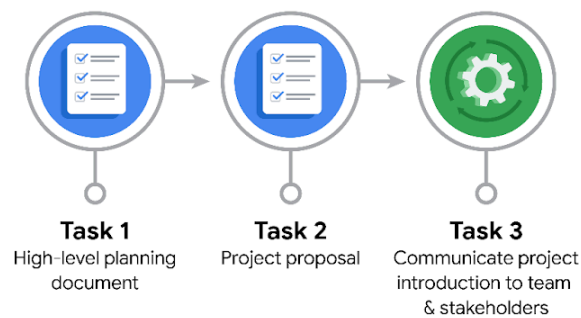 Task 1
High-level planning
document
Task 2
Project proposal
Task 3
Communicate project
introduction to team
& stakeholders